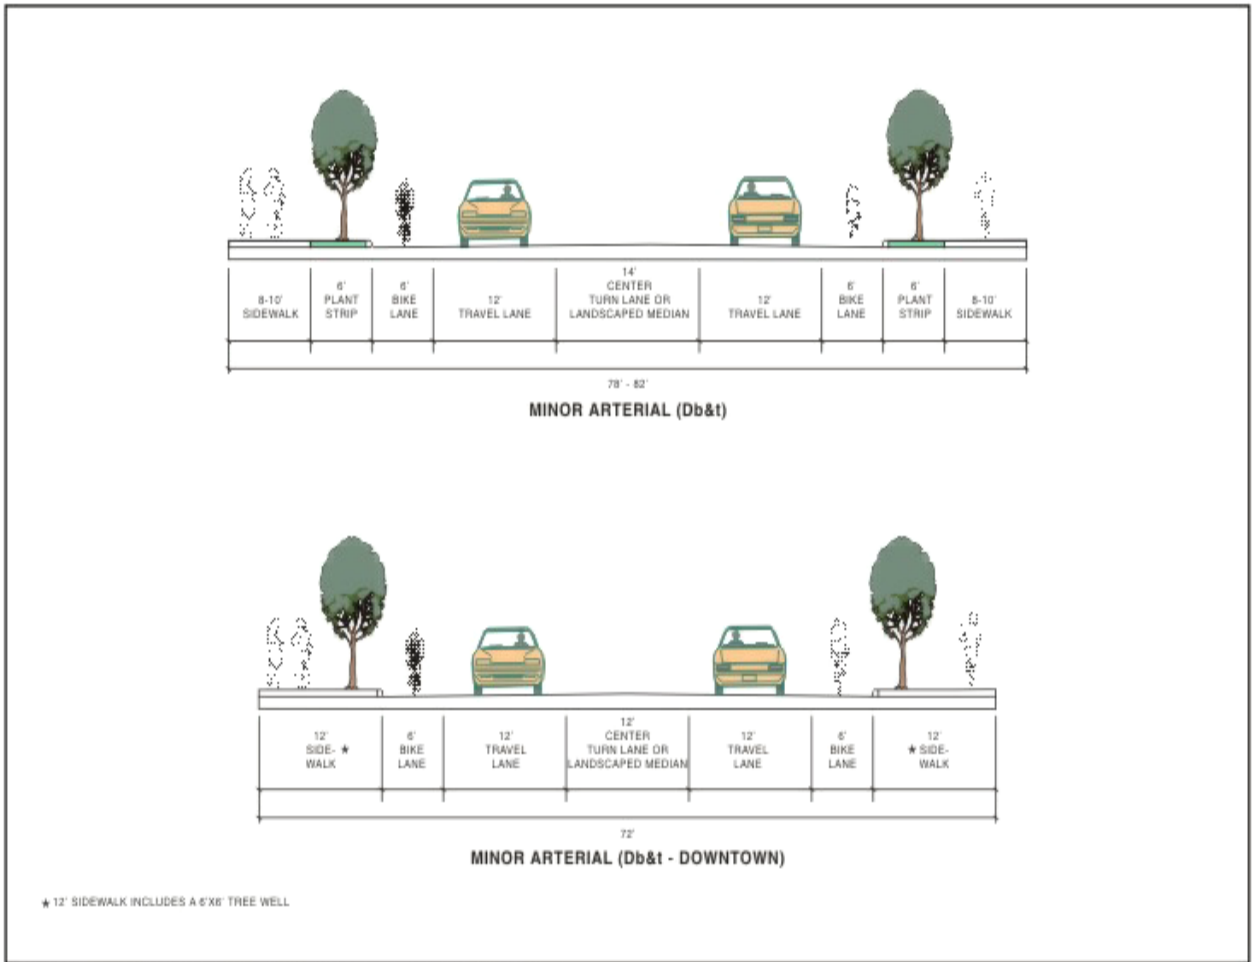 8-10'
SIDEWALK
6'
PLANT
STRIP
6'
BIKE
LANE
12'
TRAVEL LANE
14'
CENTER
TURN LANE OR
LANDSCAPED MEDIAN
12'
TRAVEL LANE
6'
BIKE
LANE
6'
PLANT
STRIP
8-10'
SIDEWALK
78' - 82'
MINOR ARTERIAL (Db&t)
12'
SIDE- ★
WALK
6'
BIKE
LANE
12'
TRAVEL
LANE
12'
CENTER
TURN LANE OR
LANDSCAPED MEDIAN
12'
TRAVEL
LANE
6'
BIKE
LANE
12'
★ SIDE-
WALK
72'
MINOR ARTERIAL (Db&t - DOWNTOWN)
★ 12' SIDEWALK INCLUDES A 6'X6' TREE WELL